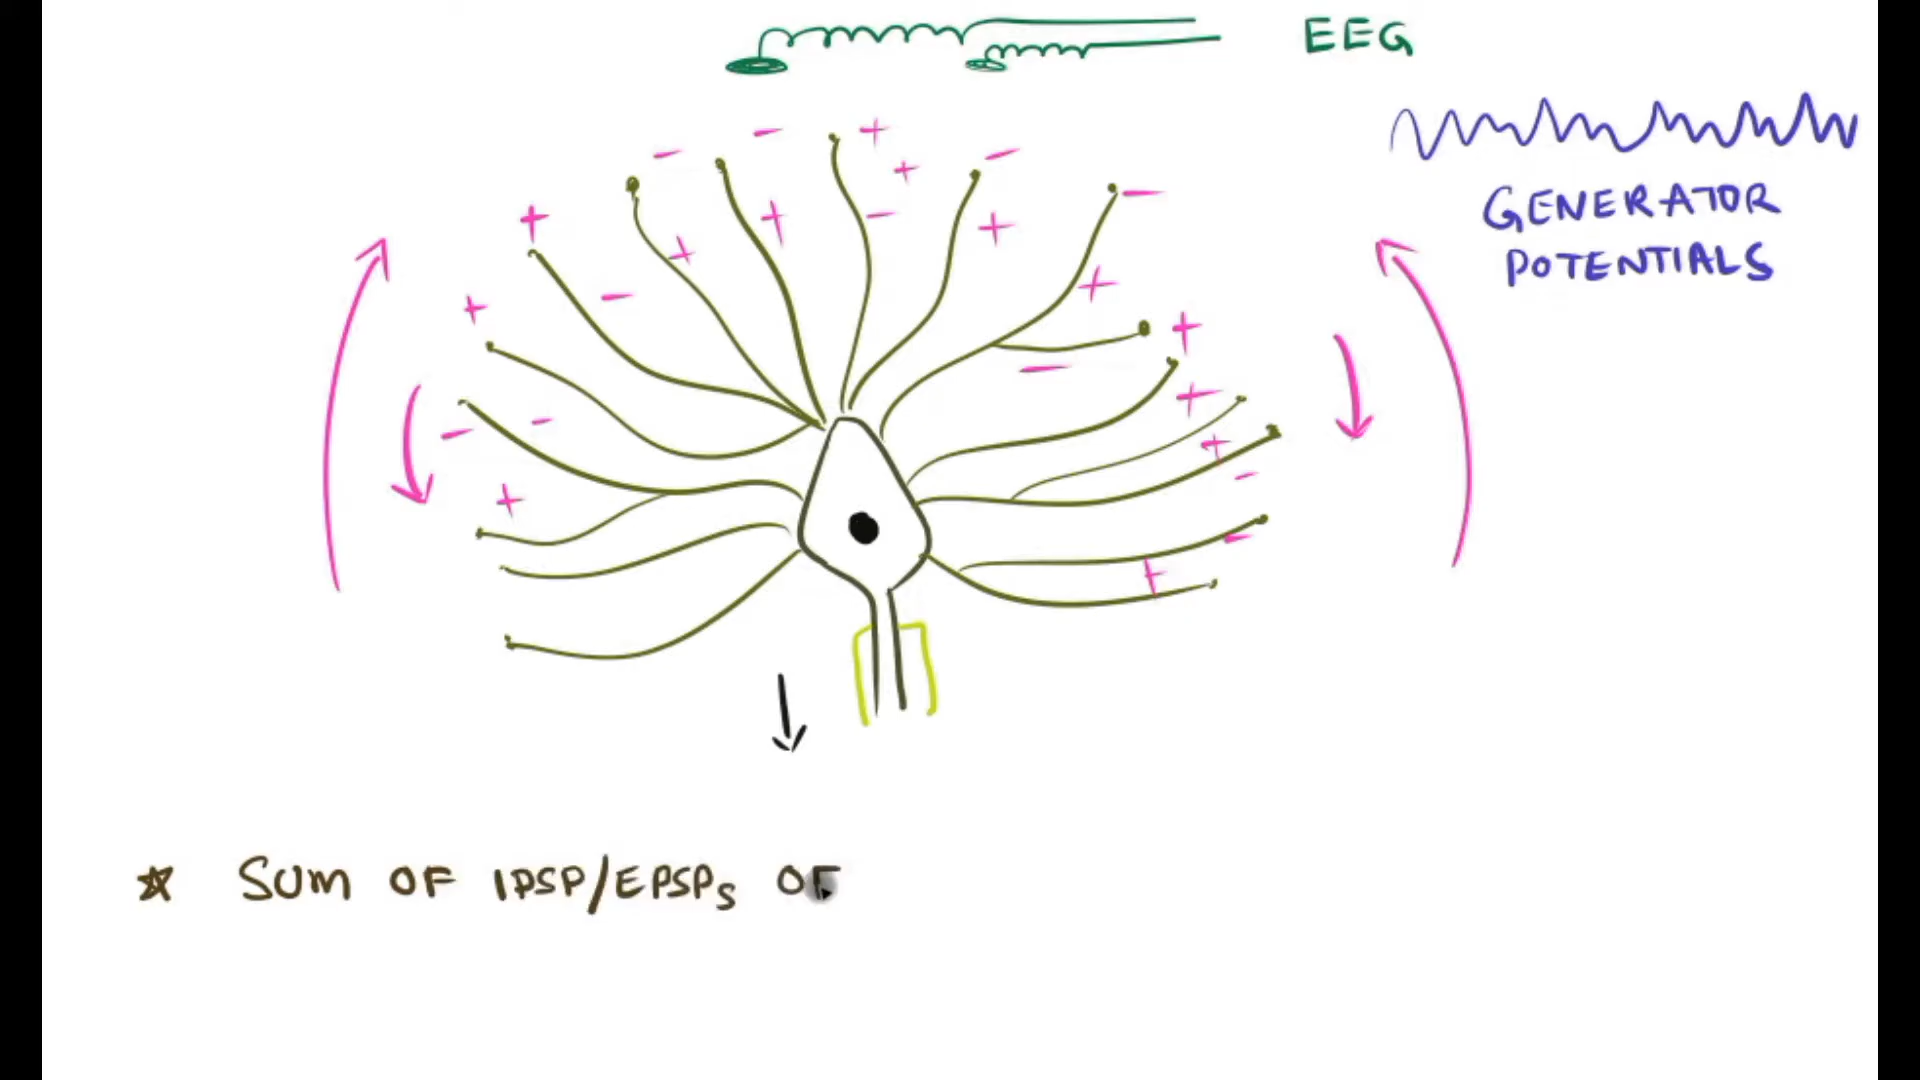 EEG
GENERATOR
POTENTIALS
☆ SUM OF IPSP/EPSPs OF